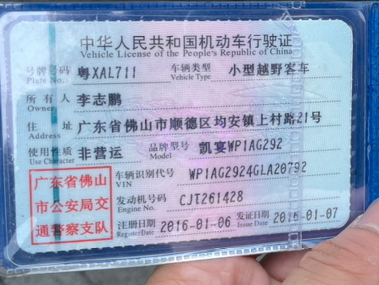 中华人民共和国机动车行驶证
Vehicle License of the People's Republic of China
号牌号码 粤XAL711 车辆类型 小型越野客车
Plate No. Vehicle Type
所有人 李志鹏
Owner
住址 广东省佛山市顺德区均安镇上村路21号
Address
使用性质 非营运 品牌型号 凯宴WP1AG292
Use Character Model
广东省佛山
市公安局交
通警察支队
车辆识别代号 WP1AG2924GLA20792
VIN
发动机号码 CJT261428
Engine No.
注册日期 2016-01-06 发证日期 2016-01-07
Register Date Issue Date